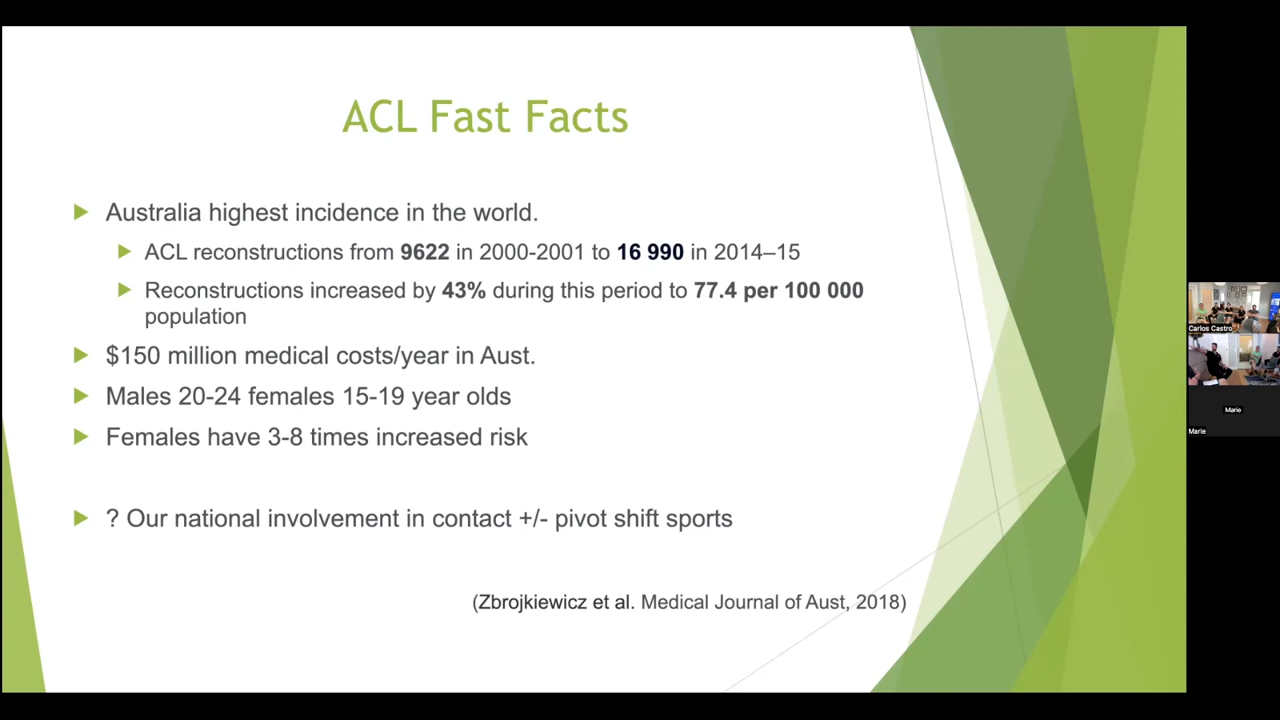 ACL Fast Facts
Australia highest incidence in the world.
ACL reconstructions from 9622 in 2000-2001 to 16 990 in 2014–15
Reconstructions increased by 43% during this period to 77.4 per 100 000
population
$150 million medical costs/year in Aust.
Males 20-24 females 15-19 year olds
Females have 3-8 times increased risk
? Our national involvement in contact +/- pivot shift sports
(Zbrojkiewicz et al. Medical Journal of Aust, 2018)
Carlos Castro
Marie
Marie